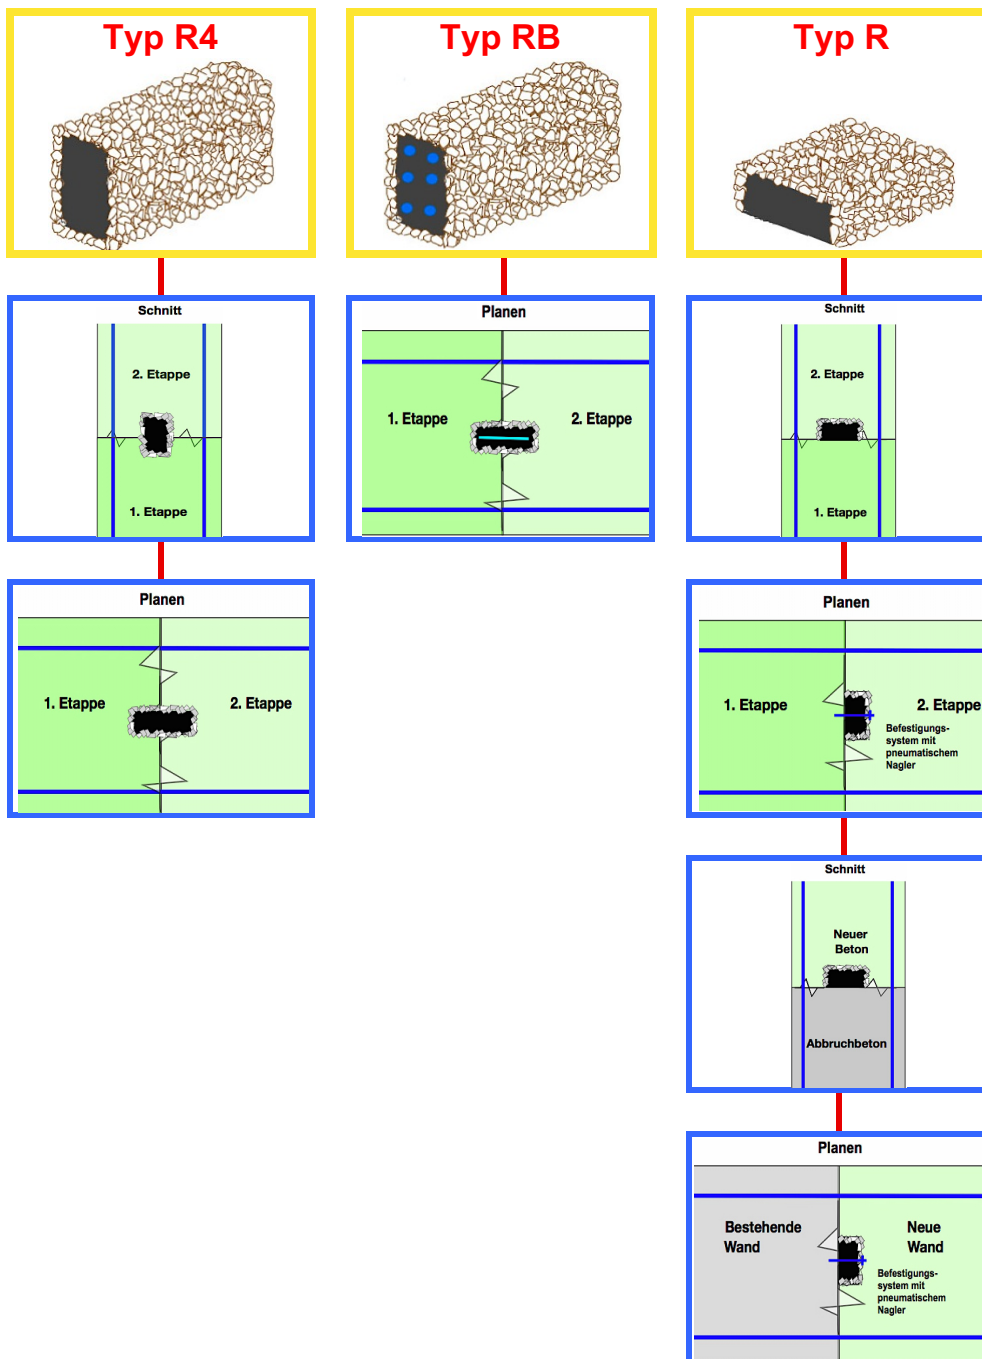 Typ R4
Typ RB
Typ R
Schnitt
2. Etappe
1. Etappe
Planen
1. Etappe
2. Etappe
Schnitt
2. Etappe
1. Etappe
Planen
1. Etappe
2. Etappe
Planen
1. Etappe
2. Etappe
Befestigungs-
system mit
pneumatischem
Nagler
Schnitt
Neuer
Beton
Abbruchbeton
Planen
Bestehende
Wand
Neue
Wand
Befestigungs-
system mit
pneumatischem
Nagler